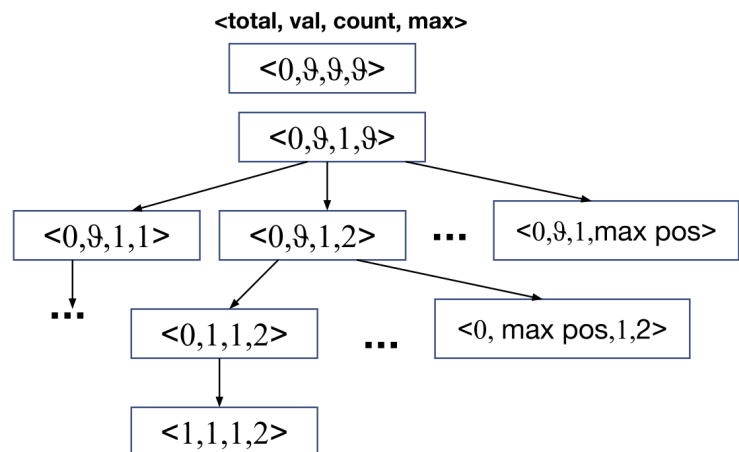 <total, val, count, max>
<0,ϑ,ϑ,ϑ>
<0,ϑ,1,ϑ>
<0,ϑ,1,1> <0,ϑ,1,2> ... <0,ϑ,1,max pos>
... <0,1,1,2> ... <0, max pos,1,2>
<1,1,1,2>